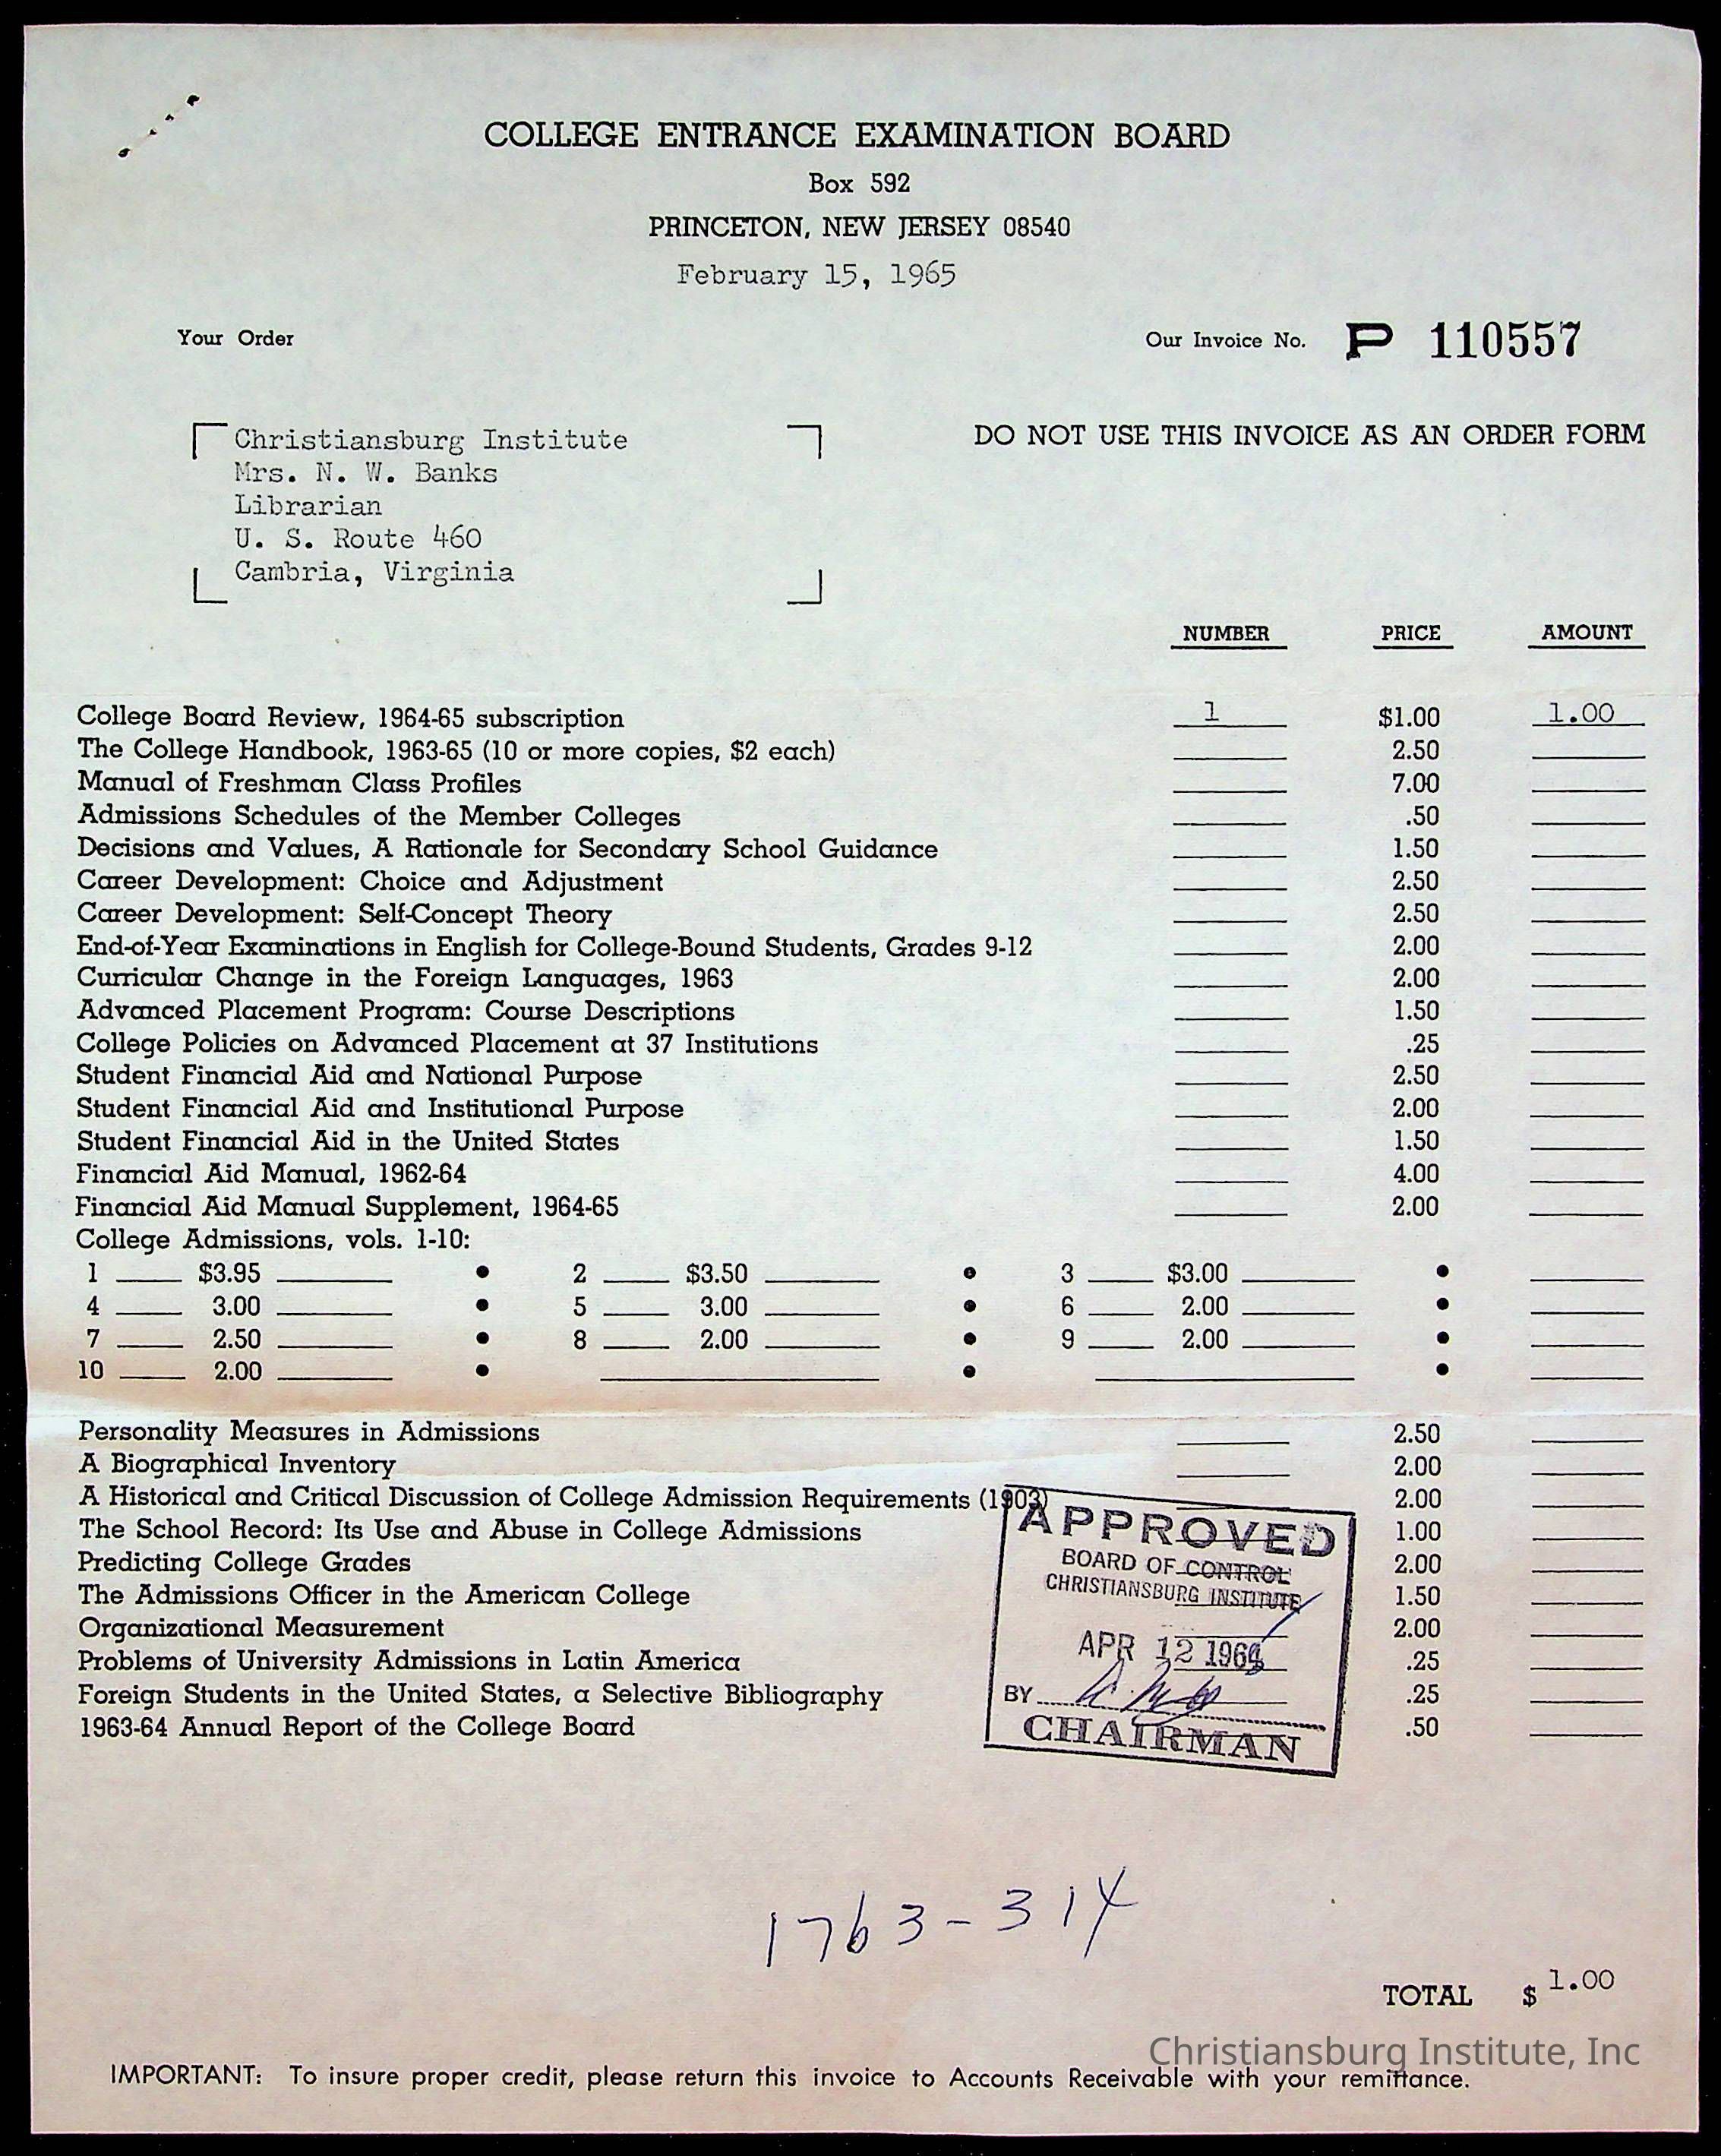 COLLEGE ENTRANCE EXAMINATION BOARD
Box 592
PRINCETON, NEW JERSEY 08540
February 15, 1965
Your Order
Our Invoice No. P 110557
DO NOT USE THIS INVOICE AS AN ORDER FORM
Christiansburg Institute
Mrs. N. W. Banks
Librarian
U. S. Route 460
Cambria, Virginia
NUMBER PRICE AMOUNT
College Board Review, 1964-65 subscription 1 $1.00 1.00
The College Handbook, 1963-65 (10 or more copies, $2 each) 2.50
Manual of Freshman Class Profiles 7.00
Admissions Schedules of the Member Colleges .50
Decisions and Values, A Rationale for Secondary School Guidance 1.50
Career Development: Choice and Adjustment 2.50
Career Development: Self-Concept Theory 2.50
End-of-Year Examinations in English for College-Bound Students, Grades 9-12 2.00
Curricular Change in the Foreign Languages, 1963 2.00
Advanced Placement Program: Course Descriptions 1.50
College Policies on Advanced Placement at 37 Institutions .25
Student Financial Aid and National Purpose 2.50
Student Financial Aid and Institutional Purpose 2.00
Student Financial Aid in the United States 1.50
Financial Aid Manual, 1962-64 4.00
Financial Aid Manual Supplement, 1964-65 2.00
College Admissions, vols. 1-10:
1 $3.95 • 2 $3.50 • 3 $3.00 •
4 3.00 • 5 3.00 • 6 2.00 •
7 2.50 • 8 2.00 • 9 2.00 •
10 2.00 • • •
Personality Measures in Admissions 2.50
A Biographical Inventory 2.00
A Historical and Critical Discussion of College Admission Requirements (1903) 2.00
The School Record: Its Use and Abuse in College Admissions 1.00
Predicting College Grades 2.00
The Admissions Officer in the American College 1.50
Organizational Measurement 2.00
Problems of University Admissions in Latin America .25
Foreign Students in the United States, a Selective Bibliography .25
1963-64 Annual Report of the College Board .50
APPROVED
BOARD OF CONTROL
CHRISTIANSBURG INSTITUTE
APR 12
BY
CHAIRMAN
1763-314
TOTAL $ 1.00
Christiansburg Institute, Inc
IMPORTANT: To insure proper credit, please return this invoice to Accounts Receivable with your remittance.